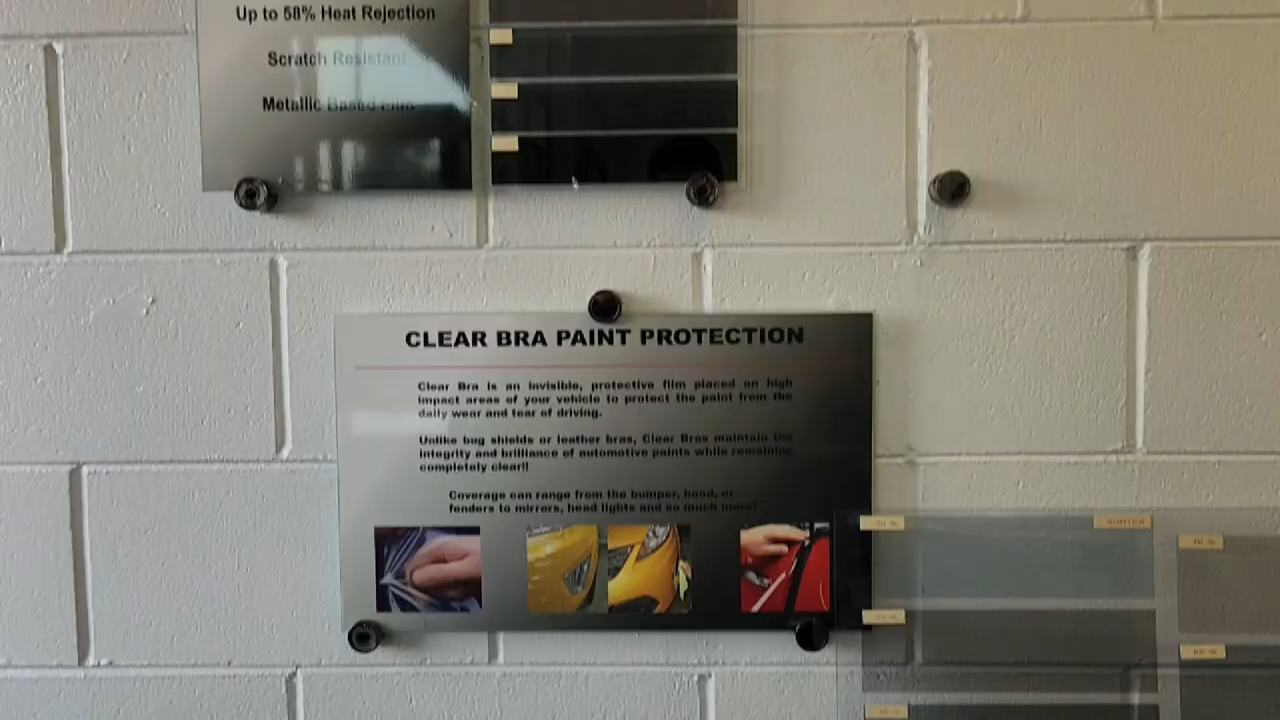 Up to 58% Heat Rejection
Scratch Resistant
Metallic Based Film
CLEAR BRA PAINT PROTECTION
Clear Bra is an invisible, protective film placed on high
impact areas of your vehicle to protect the paint from the
daily wear and tear of driving.
Unlike bug shields or leather bras, Clear Bras maintain the
integrity and brilliance of automotive paints while remaining
completely clear!!
Coverage can range from the bumper, hood, or
fenders to mirrors, head lights and so much more!